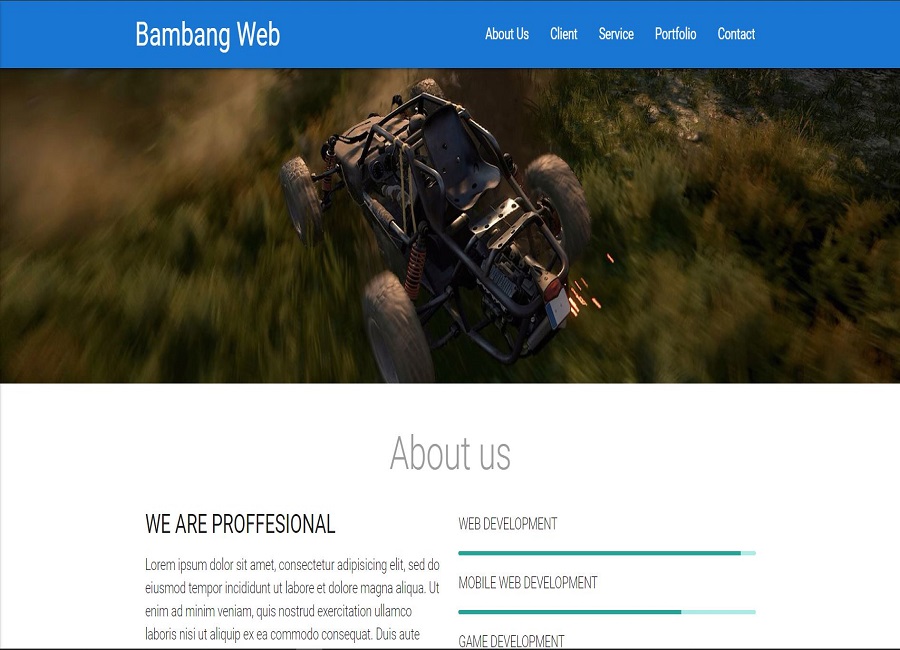 Bambang Web
About Us Client Service Portfolio Contact
About us
WE ARE PROFFESIONAL
Lorem ipsum dolor sit amet, consectetur adipisicing elit, sed do
eiusmod tempor incididunt ut labore et dolore magna aliqua. Ut
enim ad minim veniam, quis nostrud exercitation ullamco
laboris nisi ut aliquip ex ea commodo consequat. Duis aute
WEB DEVELOPMENT
MOBILE WEB DEVELOPMENT
GAME DEVELOPMENT